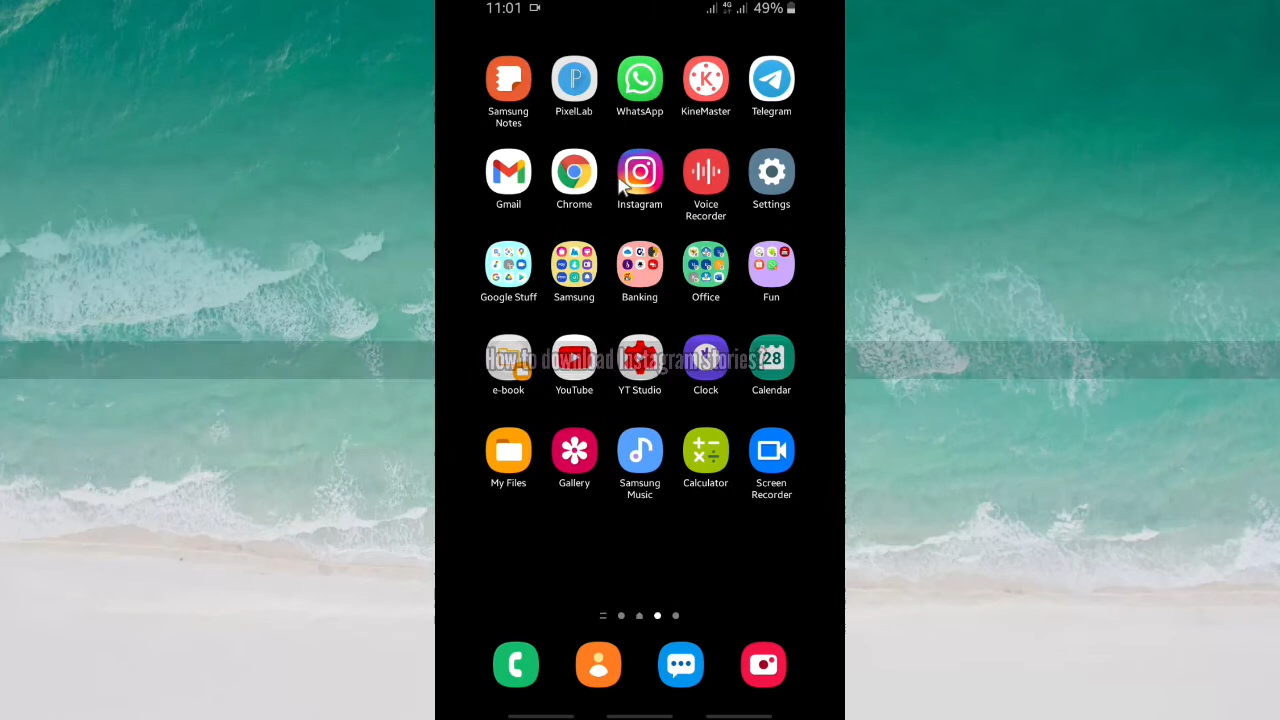 11:01 4G 49%
Samsung Notes PixelLab WhatsApp KineMaster Telegram
Gmail Chrome Instagram Voice Recorder Settings
Google Stuff Samsung Banking Office Fun
How to download Instagram stories?
28
e-book YouTube YT Studio Clock Calendar
My Files Gallery Samsung Music Calculator Screen Recorder